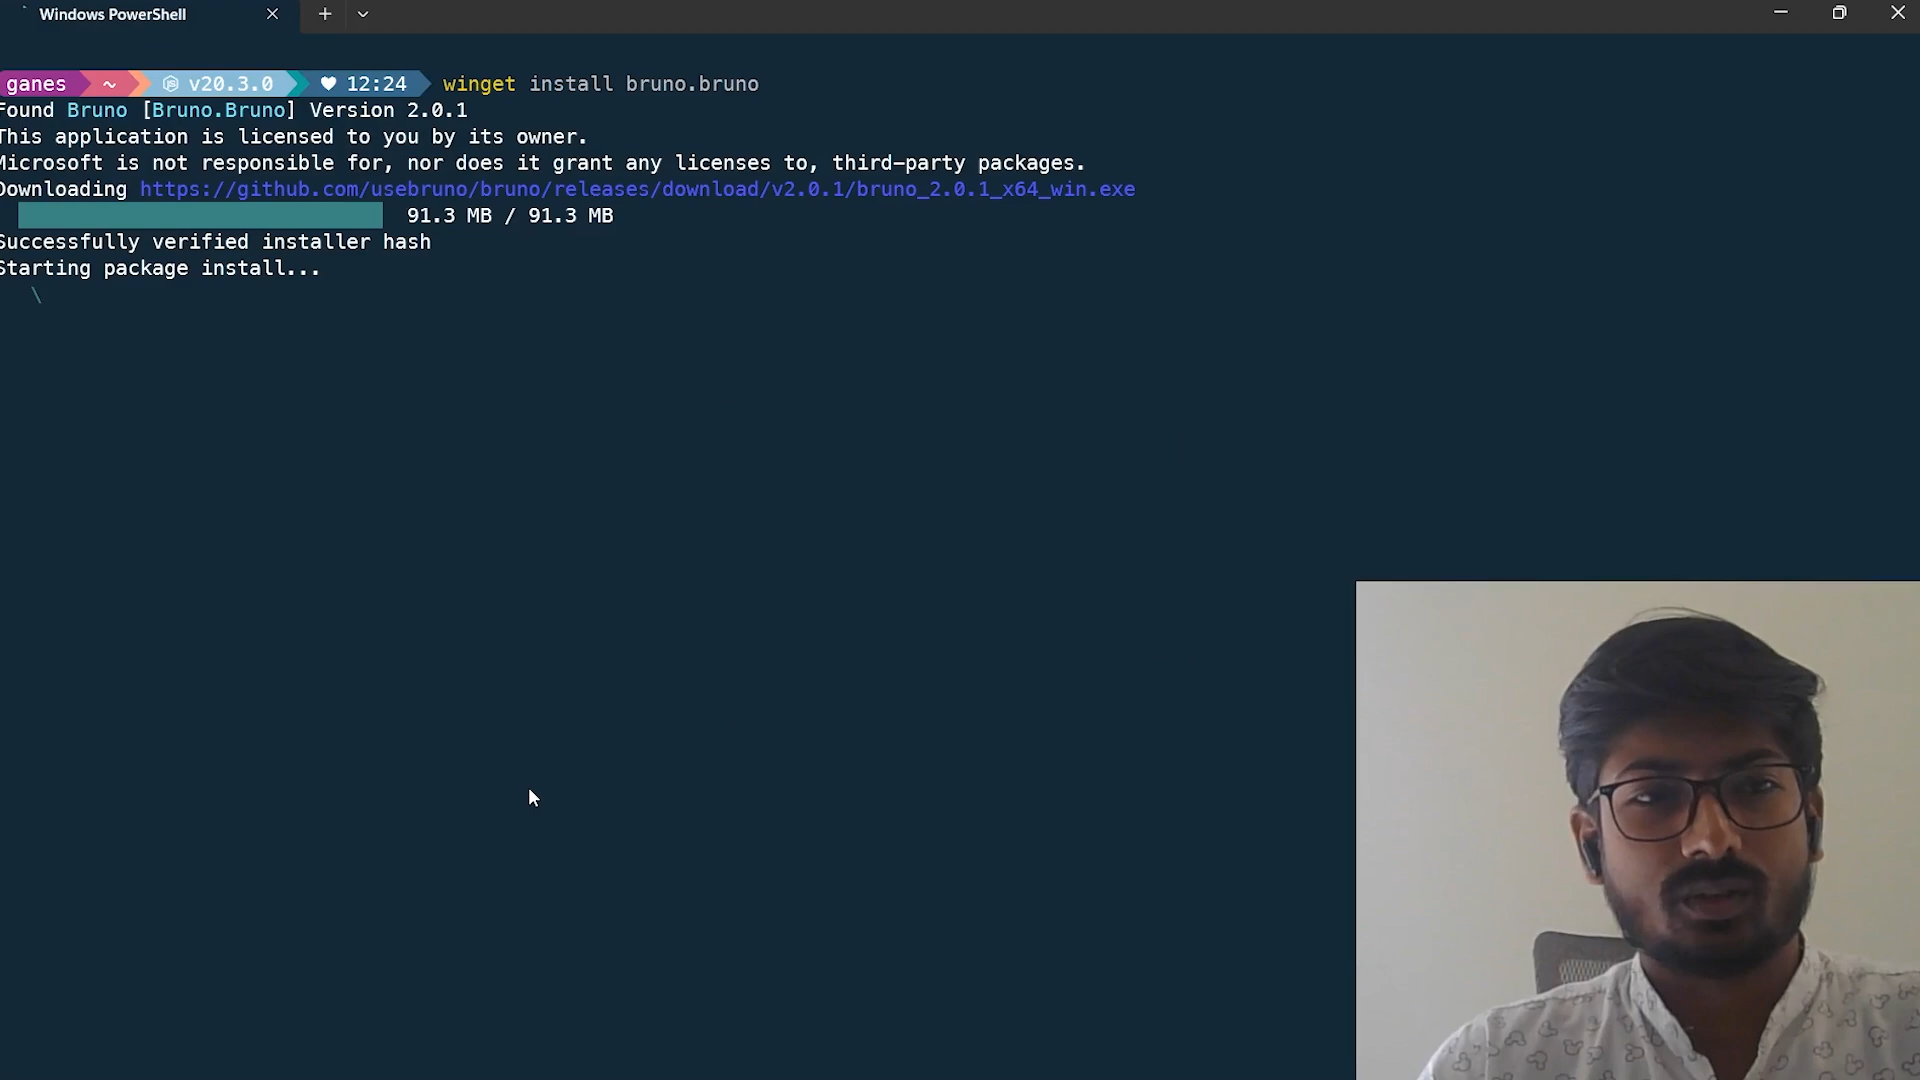 Windows PowerShell
ganes ~ v20.3.0 ♥ 12:24 winget install bruno.bruno
Found Bruno [Bruno.Bruno] Version 2.0.1
This application is licensed to you by its owner.
Microsoft is not responsible for, nor does it grant any licenses to, third-party packages.
Downloading https://github.com/usebruno/bruno/releases/download/v2.0.1/bruno_2.0.1_x64_win.exe
91.3 MB / 91.3 MB
Successfully verified installer hash
Starting package install...
\